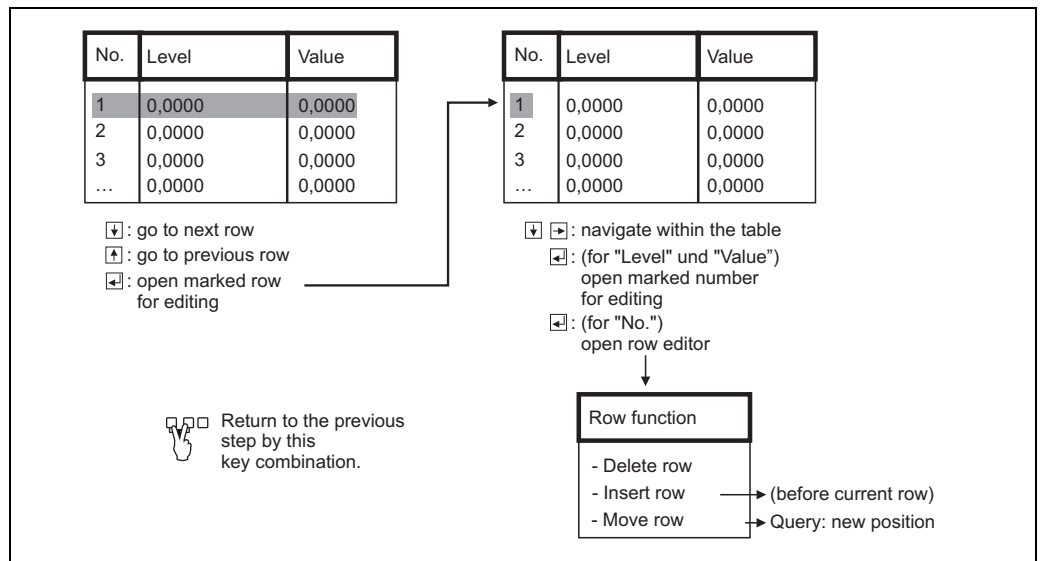 No. Level Value
1 0,0000 0,0000
2 0,0000 0,0000
3 0,0000 0,0000
... 0,0000 0,0000
↓ : go to next row
↑ : go to previous row
↵ : open marked row
for editing
No. Level Value
1 0,0000 0,0000
2 0,0000 0,0000
3 0,0000 0,0000
... 0,0000 0,0000
↓ → : navigate within the table
↵ : (for "Level" und "Value")
open marked number
for editing
↵ : (for "No.")
open row editor
Return to the previous
step by this
key combination.
Row function
- Delete row
- Insert row (before current row)
- Move row Query: new position